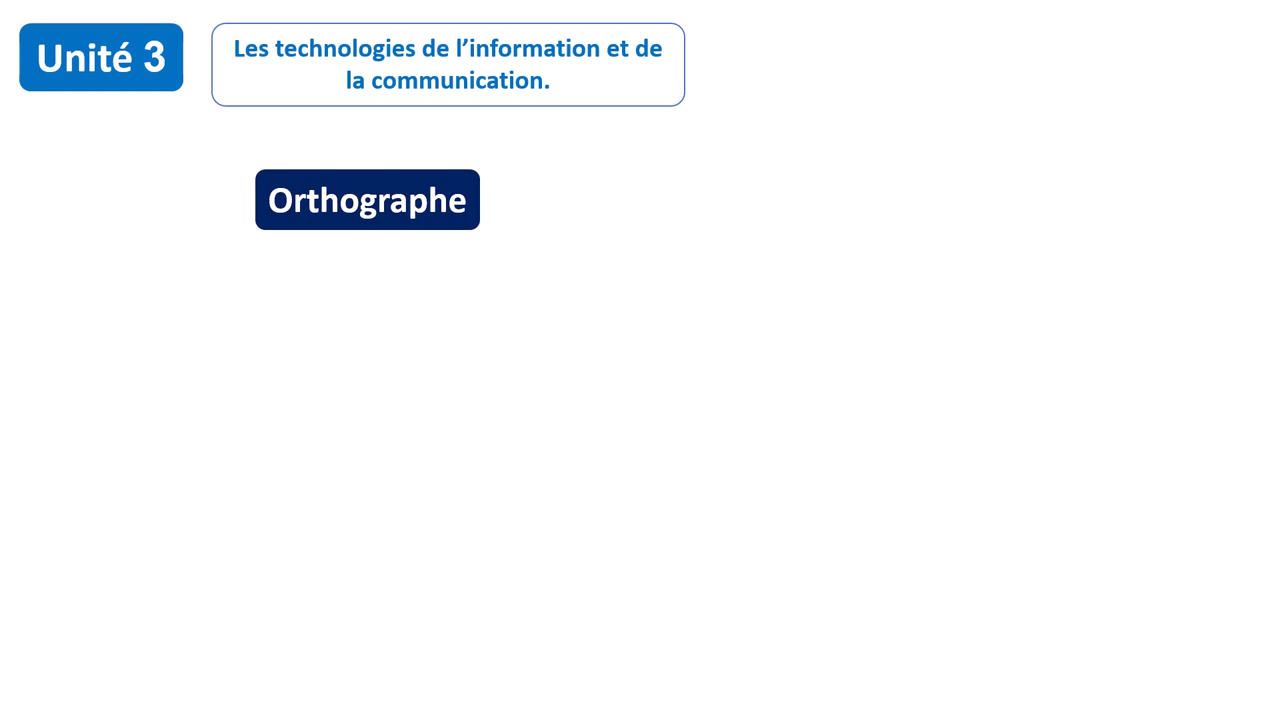 Unité 3
Les technologies de l’information et de
la communication.
Orthographe